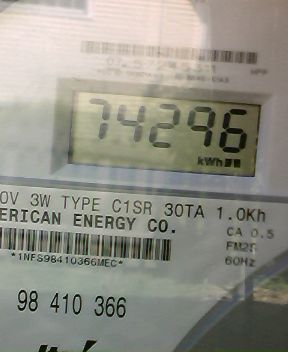 74296
kWh
0V 3W TYPE C1SR 30TA 1.0Kh
ERICAN ENERGY CO.
CA 0.5
FM2S
60Hz
*1NFS98410366MEC*
98 410 366